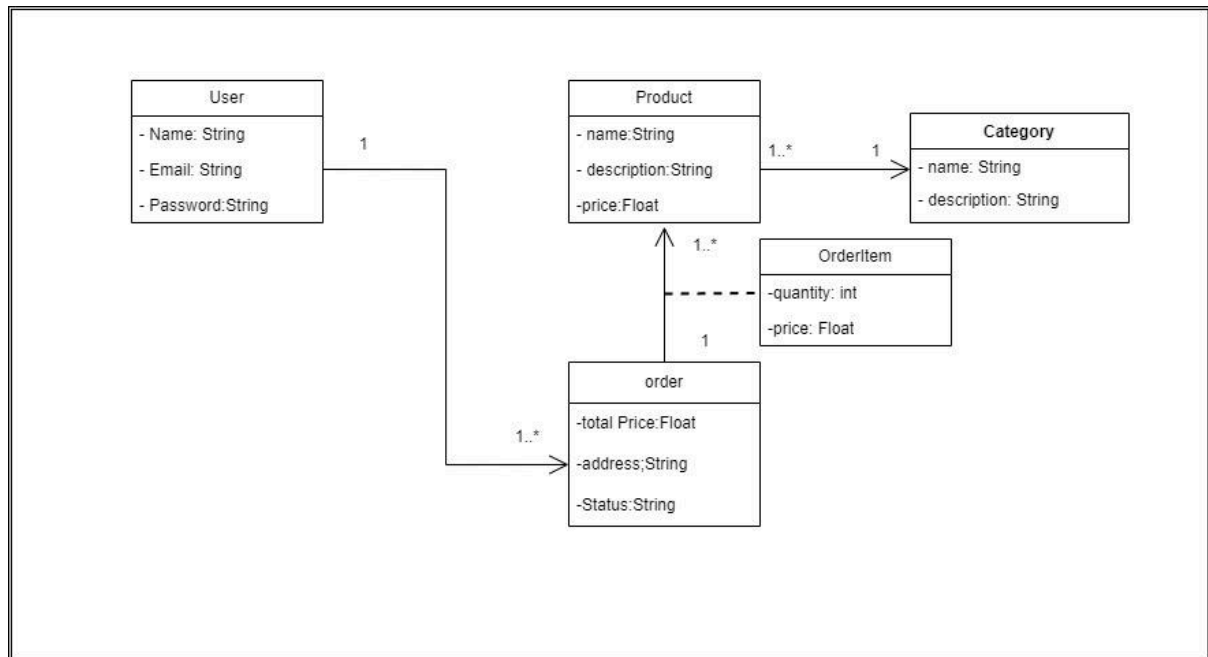 User
- Name: String
- Email: String
- Password:String
1
1..*
Product
- name:String
- description:String
-price:Float
1..*
1
Category
- name: String
- description: String
1..*
1
OrderItem
-quantity: int
-price: Float
order
-total Price:Float
-address;String
-Status:String